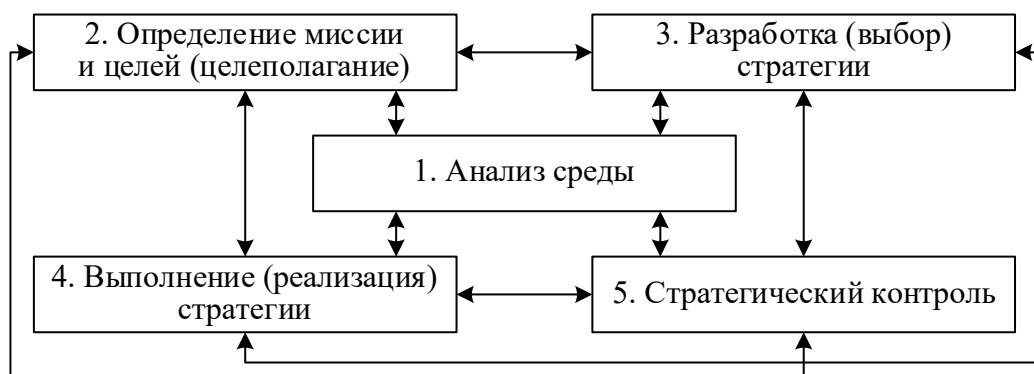 2. Определение миссии
и целей (целеполагание)
3. Разработка (выбор)
стратегии
1. Анализ среды
4. Выполнение (реализация)
стратегии
5. Стратегический контроль